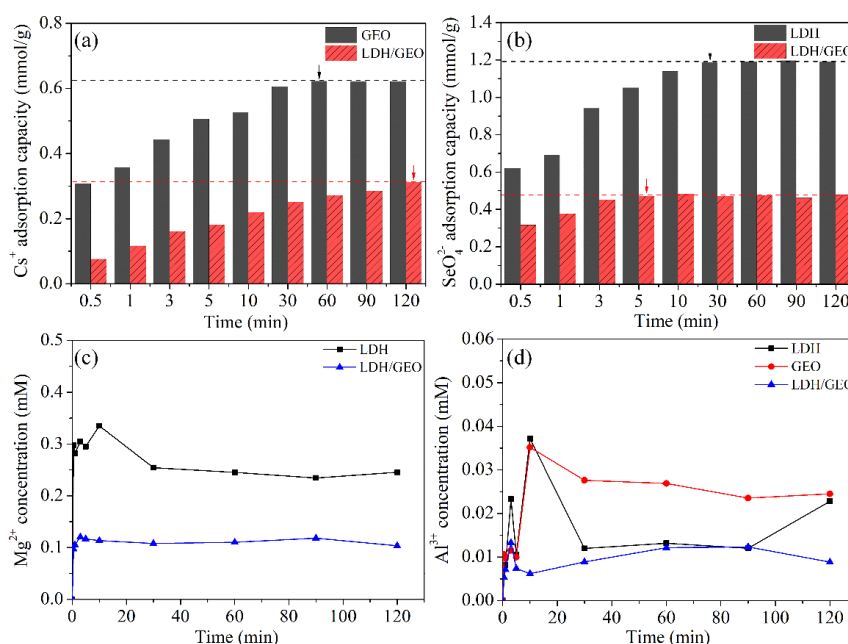 (a)
GEO
LDH/GEO
Cs+ adsorption capacity (mmol/g)
0.9
0.6
0.3
0.0
0.5 1 3 5 10 30 60 90 120
Time (min)
(b)
LDH
LDH/GEO
SeO4 2- adsorption capacity (mmol/g)
1.4
1.2
1.0
0.8
0.6
0.4
0.2
0.0
0.5 1 3 5 10 30 60 90 120
Time (min)
(c)
LDH
LDH/GEO
Mg2+ concentration (mM)
0.5
0.4
0.3
0.2
0.1
0.0
0 20 40 60 80 100 120
Time (min)
(d)
LDH
GEO
LDH/GEO
Al3+ concentration (mM)
0.06
0.05
0.04
0.03
0.02
0.01
0.00
0 20 40 60 80 100 120
Time (min)